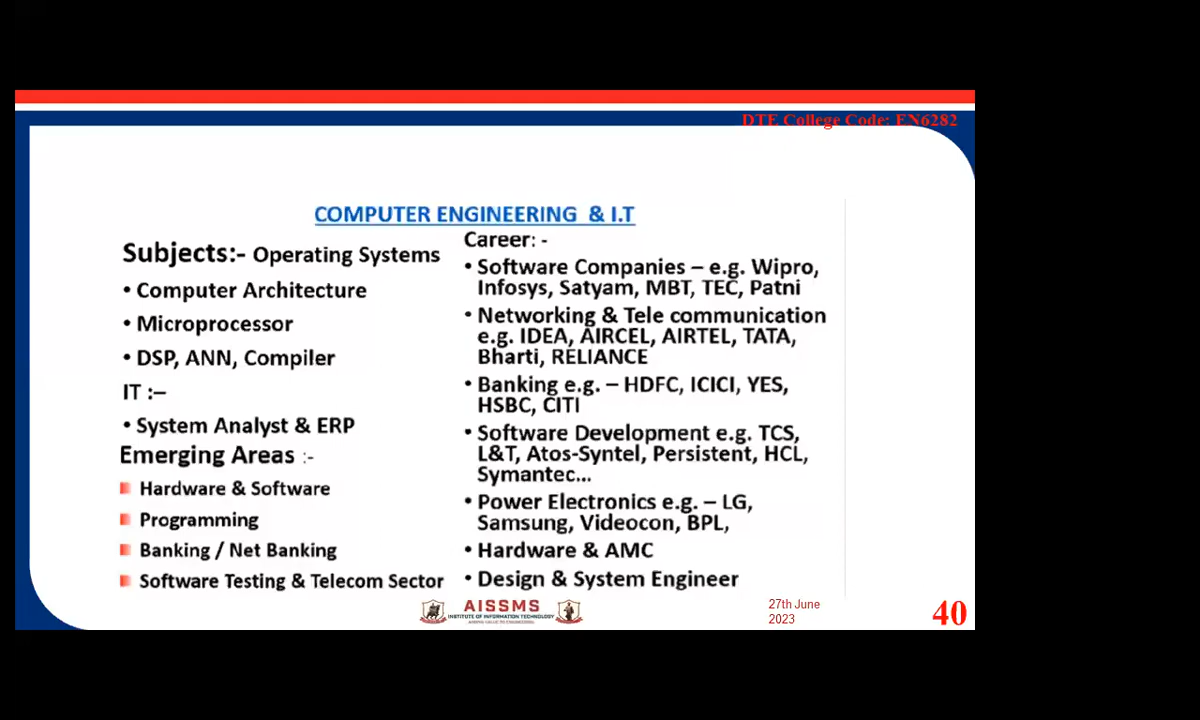 DTE College Code: EN6282
COMPUTER ENGINEERING & I.T
Subjects:- Operating Systems
• Computer Architecture
• Microprocessor
• DSP, ANN, Compiler
IT :–
• System Analyst & ERP
Emerging Areas :-
Hardware & Software
Programming
Banking / Net Banking
Software Testing & Telecom Sector
Career: -
• Software Companies – e.g. Wipro,
Infosys, Satyam, MBT, TEC, Patni
• Networking & Tele communication
e.g. IDEA, AIRCEL, AIRTEL, TATA,
Bharti, RELIANCE
• Banking e.g. – HDFC, ICICI, YES,
HSBC, CITI
• Software Development e.g. TCS,
L&T, Atos-Syntel, Persistent, HCL,
Symantec...
• Power Electronics e.g. – LG,
Samsung, Videocon, BPL,
• Hardware & AMC
• Design & System Engineer
AISSMS
INSTITUTE OF INFORMATION TECHNOLOGY
ADDING VALUE TO ENGINEERING
27th June
2023
40